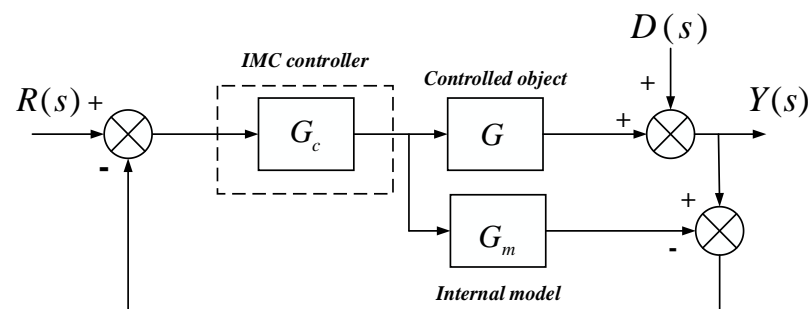 D(s)
IMC controller
Controlled object
+
R(s) +
Y(s)
G_c
+
G
-
+
G_m
-
Internal model